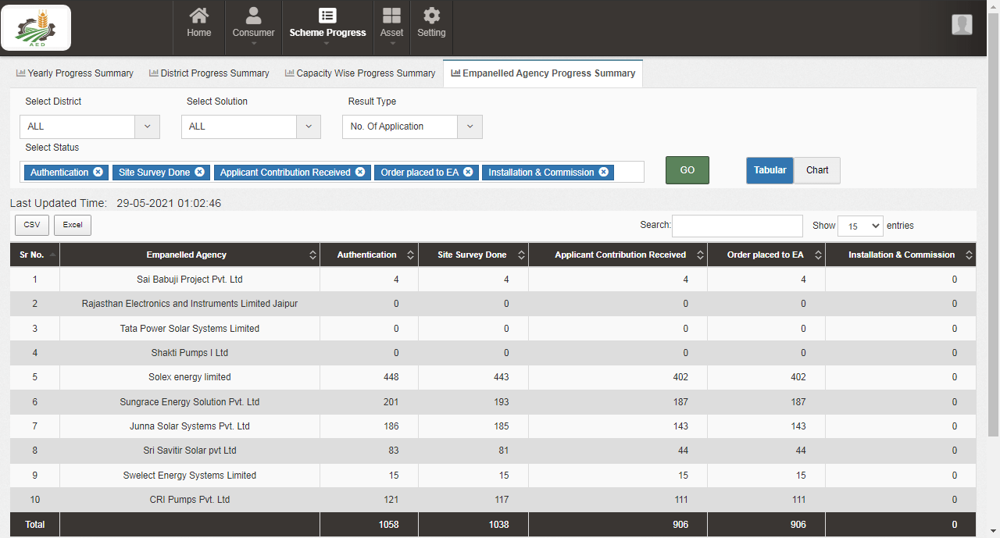 AED
Home
Consumer
Scheme Progress
Asset
Setting
Yearly Progress Summary
District Progress Summary
Capacity Wise Progress Summary
Empanelled Agency Progress Summary
Select District Select Solution Result Type
ALL ALL No. Of Application
Select Status
Authentication Site Survey Done Applicant Contribution Received Order placed to EA Installation & Commission GO Tabular Chart
Last Updated Time: 29-05-2021 01:02:46
CSV Excel Search: Show 15 entries
Sr No. Empanelled Agency Authentication Site Survey Done Applicant Contribution Received Order placed to EA Installation & Commission
1 Sai Babuji Project Pvt. Ltd 4 4 4 4 0
2 Rajasthan Electronics and Instruments Limited Jaipur 0 0 0 0 0
3 Tata Power Solar Systems Limited 0 0 0 0 0
4 Shakti Pumps I Ltd 0 0 0 0 0
5 Solex energy limited 448 443 402 402 0
6 Sungrace Energy Solution Pvt. Ltd 201 193 187 187 0
7 Junna Solar Systems Pvt. Ltd 186 185 143 143 0
8 Sri Savitir Solar pvt Ltd 83 81 44 44 0
9 Swelect Energy Systems Limited 15 15 15 15 0
10 CRI Pumps Pvt. Ltd 121 117 111 111 0
Total 1058 1038 906 906 0